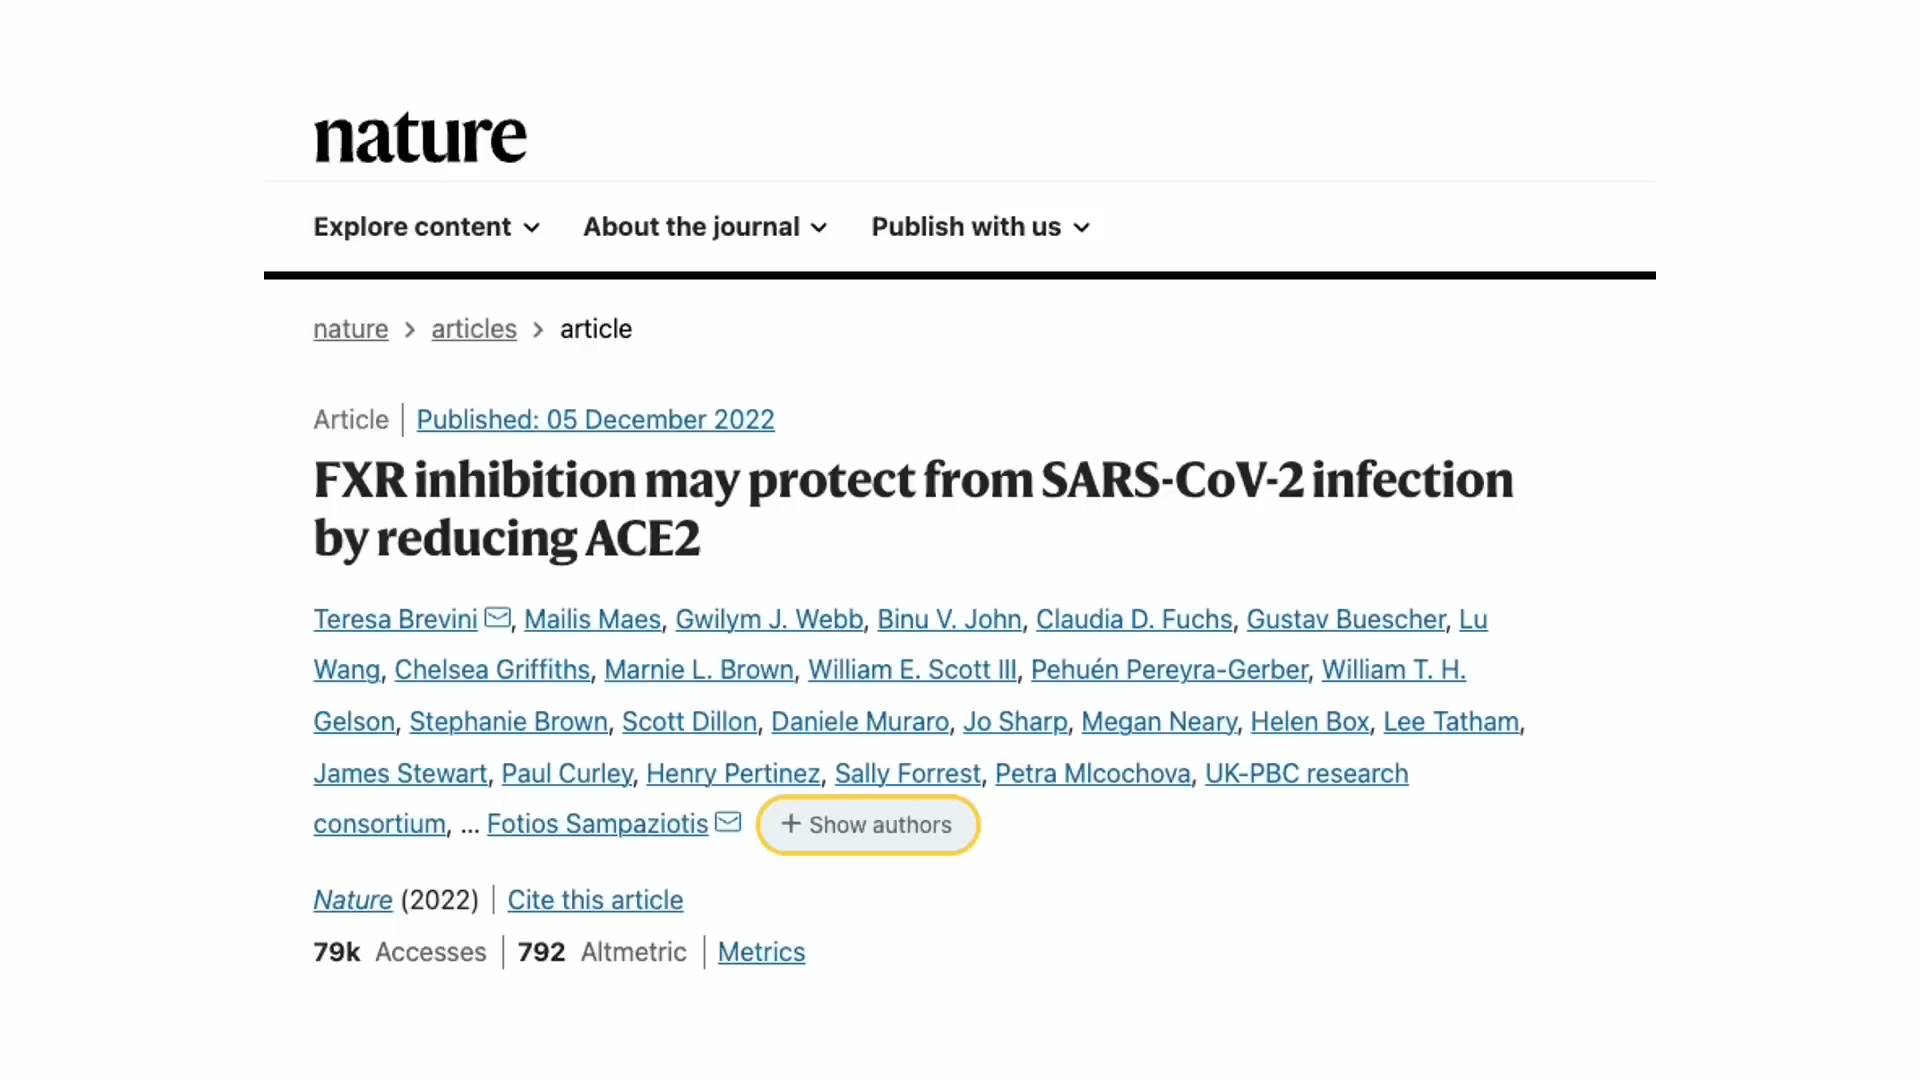 nature
Explore content About the journal Publish with us
nature > articles > article
Article | Published: 05 December 2022
FXR inhibition may protect from SARS-CoV-2 infection
by reducing ACE2
Teresa Brevini, Mailis Maes, Gwilym J. Webb, Binu V. John, Claudia D. Fuchs, Gustav Buescher, Lu
Wang, Chelsea Griffiths, Marnie L. Brown, William E. Scott III, Pehuén Pereyra-Gerber, William T. H.
Gelson, Stephanie Brown, Scott Dillon, Daniele Muraro, Jo Sharp, Megan Neary, Helen Box, Lee Tatham,
James Stewart, Paul Curley, Henry Pertinez, Sally Forrest, Petra Mlcochova, UK-PBC research
consortium, ... Fotios Sampaziotis + Show authors
Nature (2022) | Cite this article
79k Accesses | 792 Altmetric | Metrics